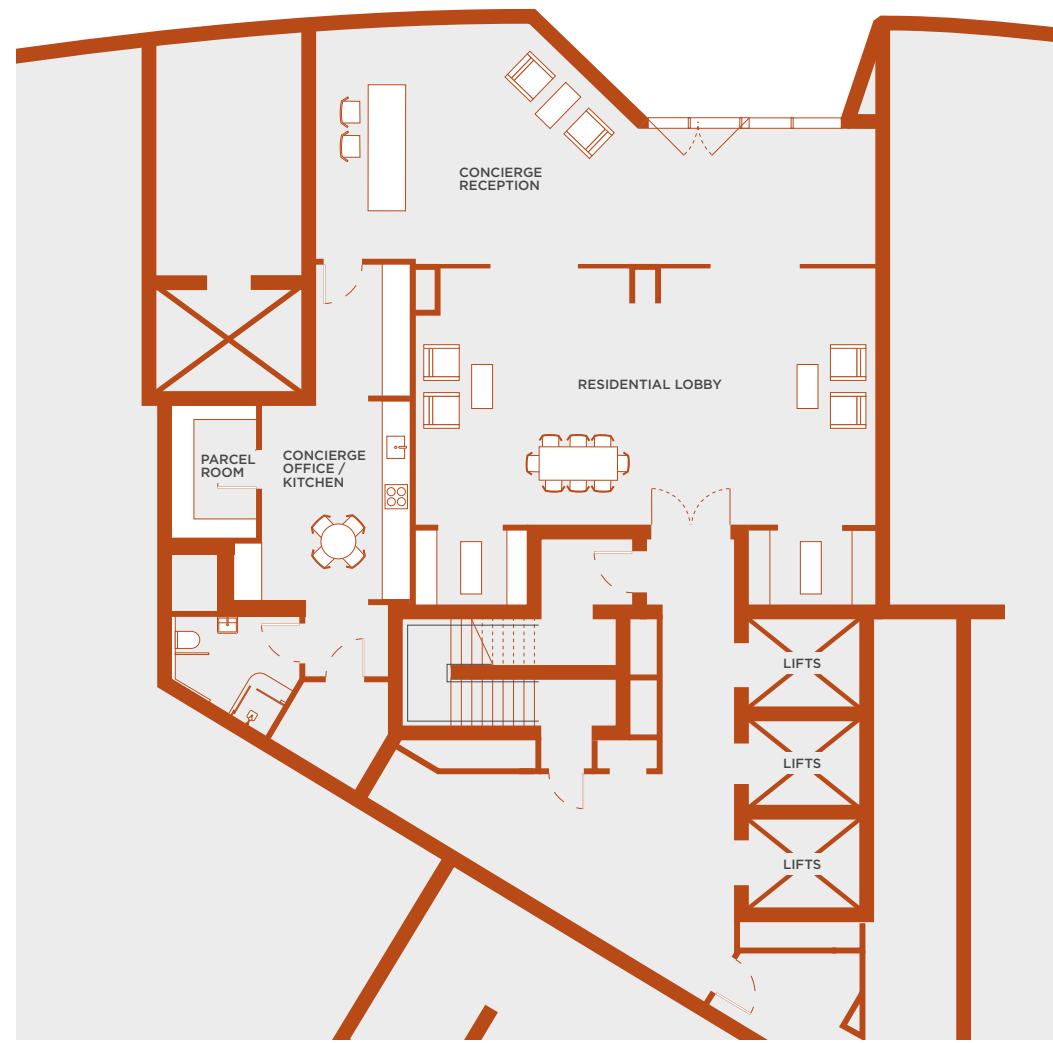 CONCIERGE
RECEPTION
RESIDENTIAL LOBBY
PARCEL
ROOM
CONCIERGE
OFFICE /
KITCHEN
LIFTS
LIFTS
LIFTS